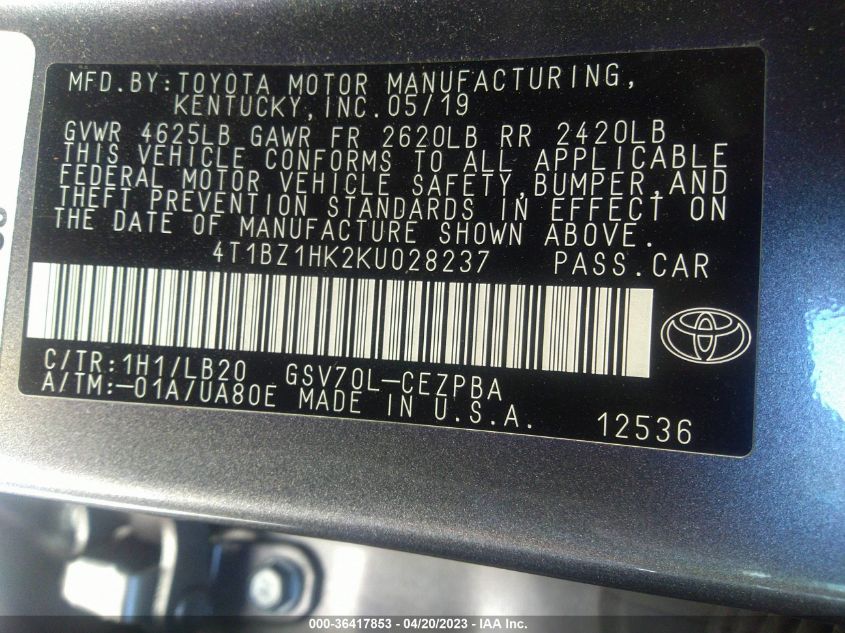 MFD.BY:TOYOTA MOTOR MANUFACTURING,
KENTUCKY,INC.05/19
GVWR 4625LB GAWR FR 2620LB RR 2420LB
THIS VEHICLE CONFORMS TO ALL APPLICABLE
FEDERAL MOTOR VEHICLE SAFETY,BUMPER,AND
THEFT PREVENTION STANDARDS IN EFFECT ON
THE DATE OF MANUFACTURE SHOWN ABOVE.
4T1BZ1HK2KU028237 PASS.CAR
C/TR:1H1/LB20 GSV70L-CEZPBA
A/TM:-01A/UA80E MADE IN U.S.A. 12536
000-36417853 - 04/20/2023 - IAA Inc.